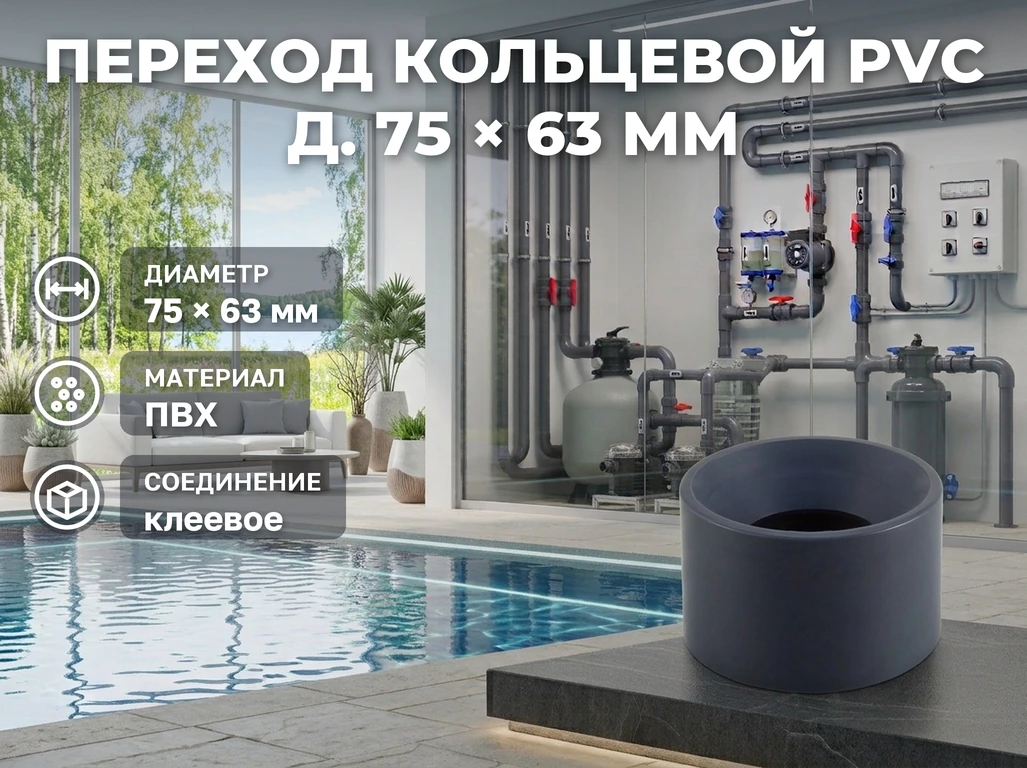 ПЕРЕХОД КОЛЬЦЕВОЙ PVC
Д. 75 × 63 ММ
ДИАМЕТР
75 × 63 мм
МАТЕРИАЛ
ПВХ
СОЕДИНЕНИЕ
клеевое